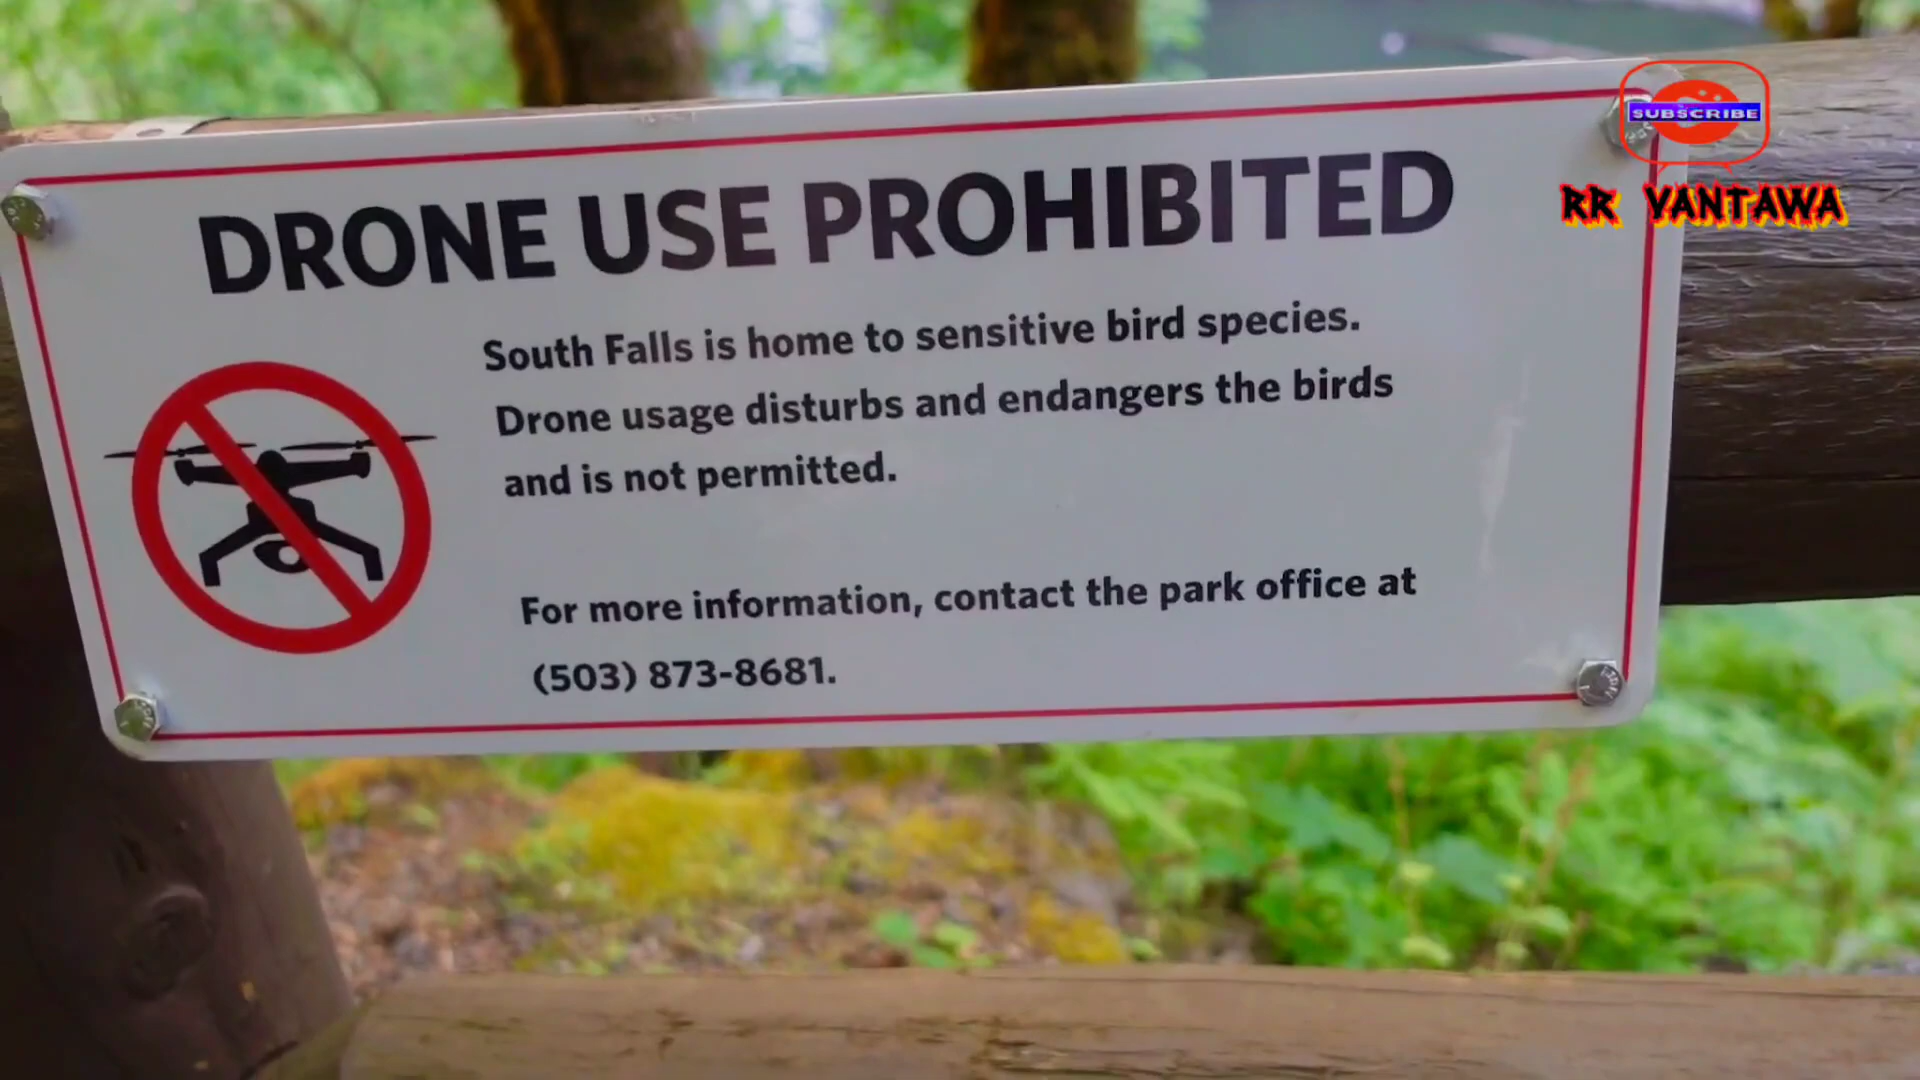 SUBSCRIBE
RR YANTAWA
DRONE USE PROHIBITED
South Falls is home to sensitive bird species.
Drone usage disturbs and endangers the birds
and is not permitted.
For more information, contact the park office at
(503) 873-8681.